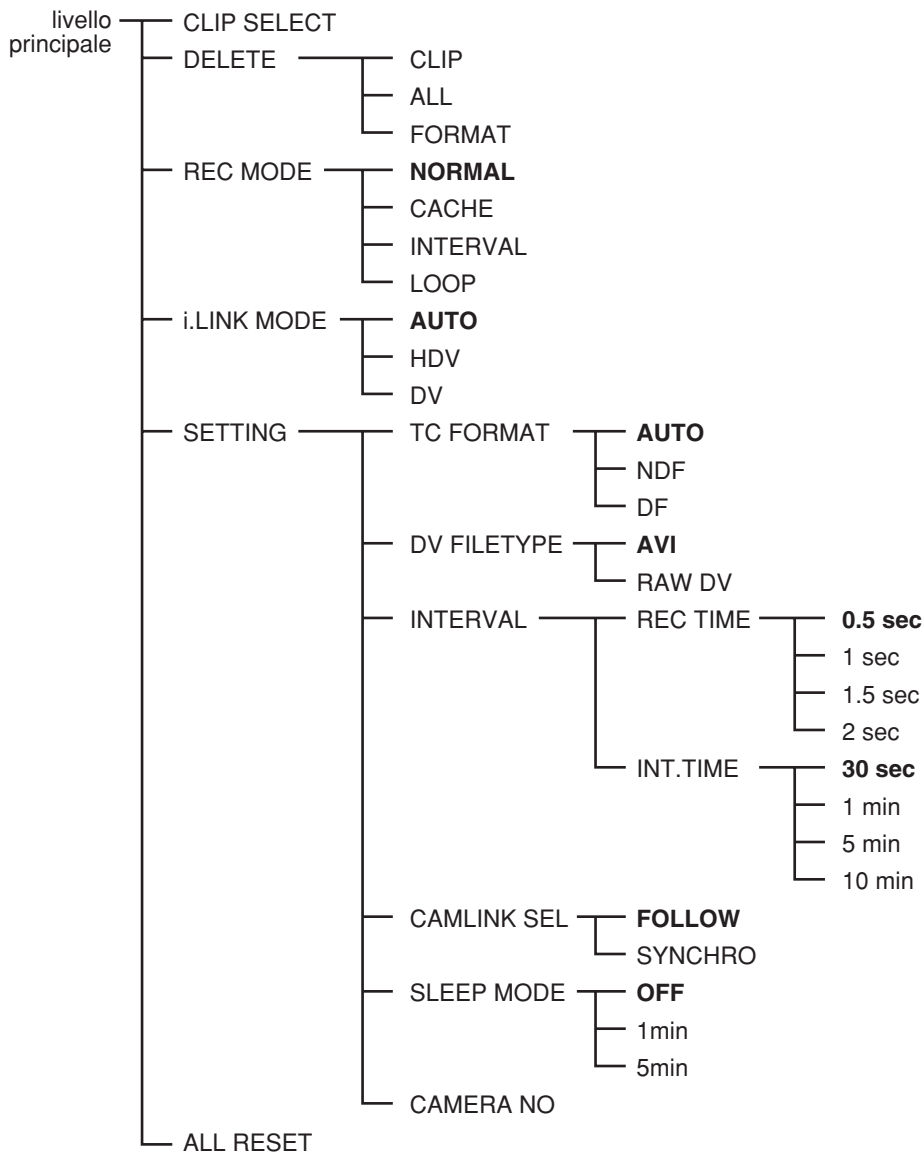 livello principale
CLIP SELECT
DELETE
CLIP
ALL
FORMAT
REC MODE
NORMAL
CACHE
INTERVAL
LOOP
i.LINK MODE
AUTO
HDV
DV
SETTING
TC FORMAT
AUTO
NDF
DF
DV FILETYPE
AVI
RAW DV
INTERVAL
REC TIME
0.5 sec
1 sec
1.5 sec
2 sec
INT.TIME
30 sec
1 min
5 min
10 min
CAMLINK SEL
FOLLOW
SYNCHRO
SLEEP MODE
OFF
1min
5min
CAMERA NO
ALL RESET